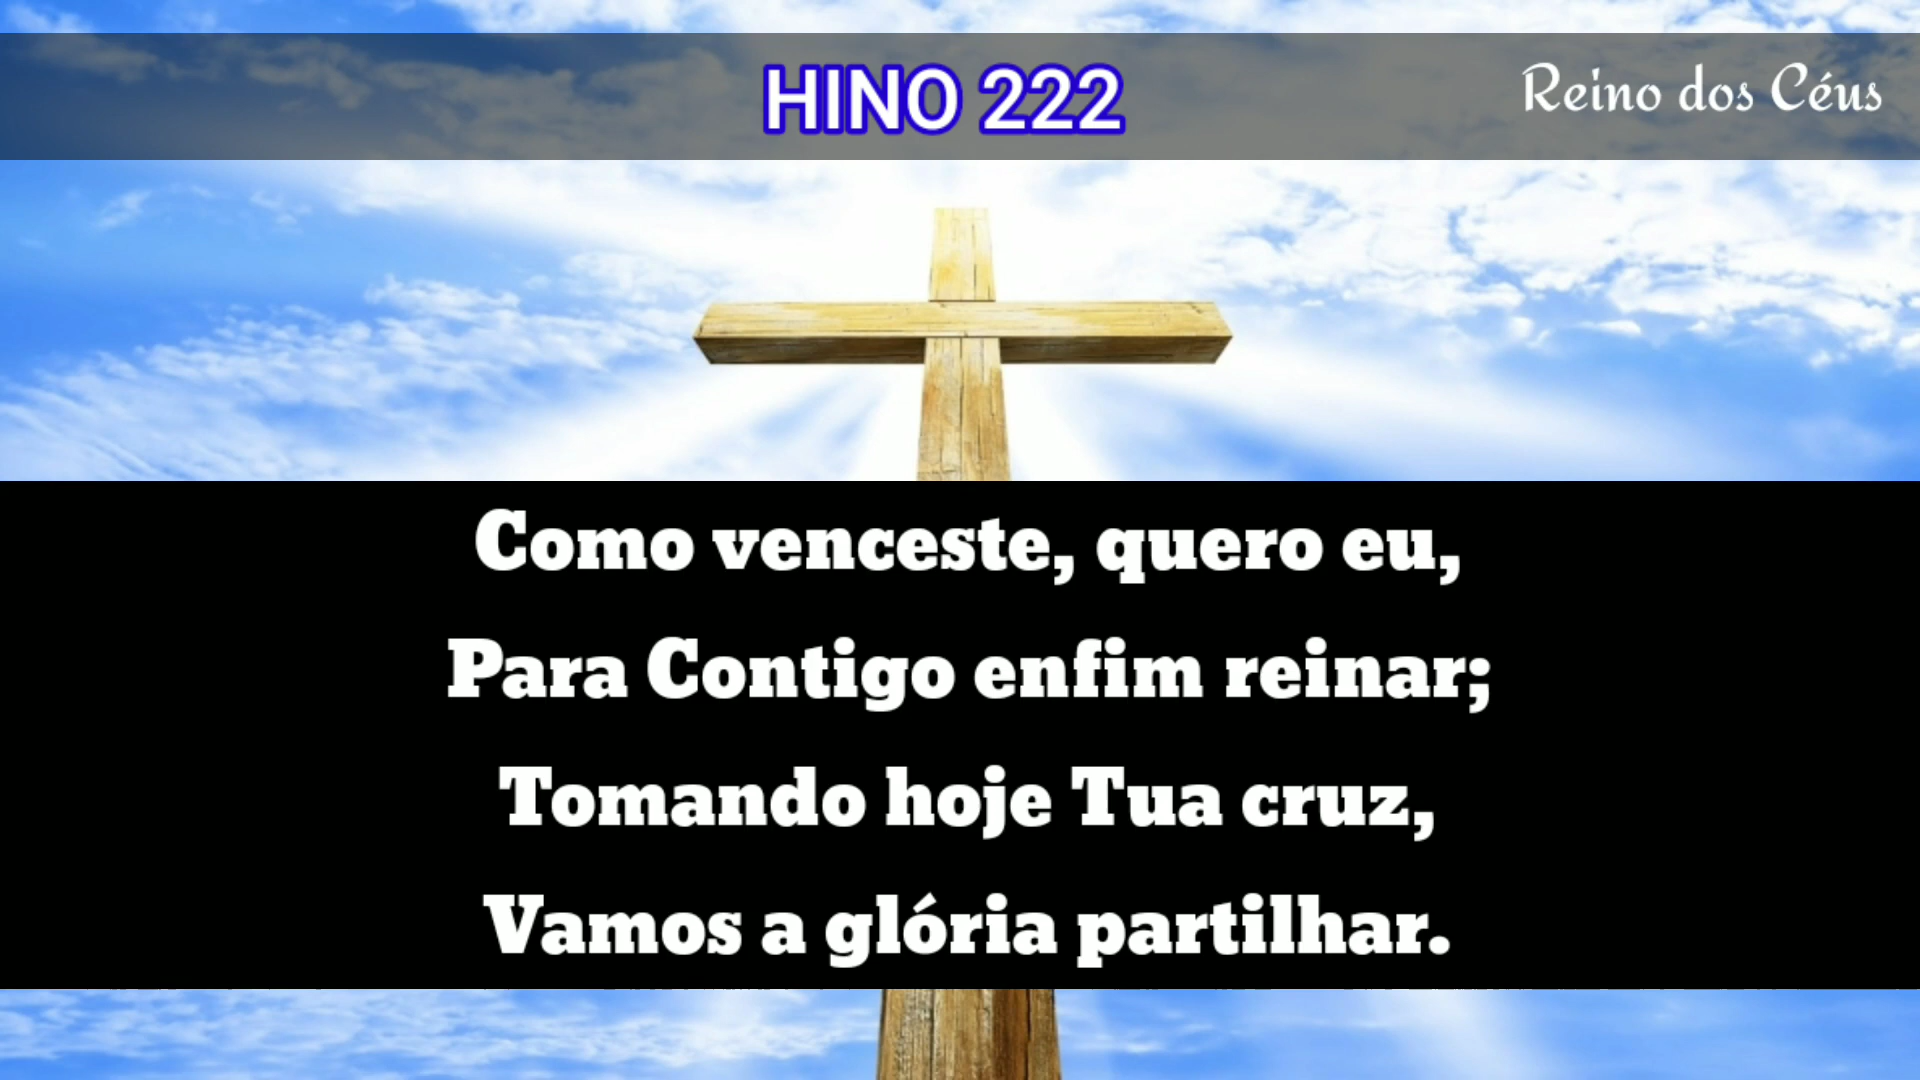 HINO 222
Reino dos Céus
Como venceste, quero eu,
Para Contigo enfim reinar;
Tomando hoje Tua cruz,
Vamos a glória partilhar.